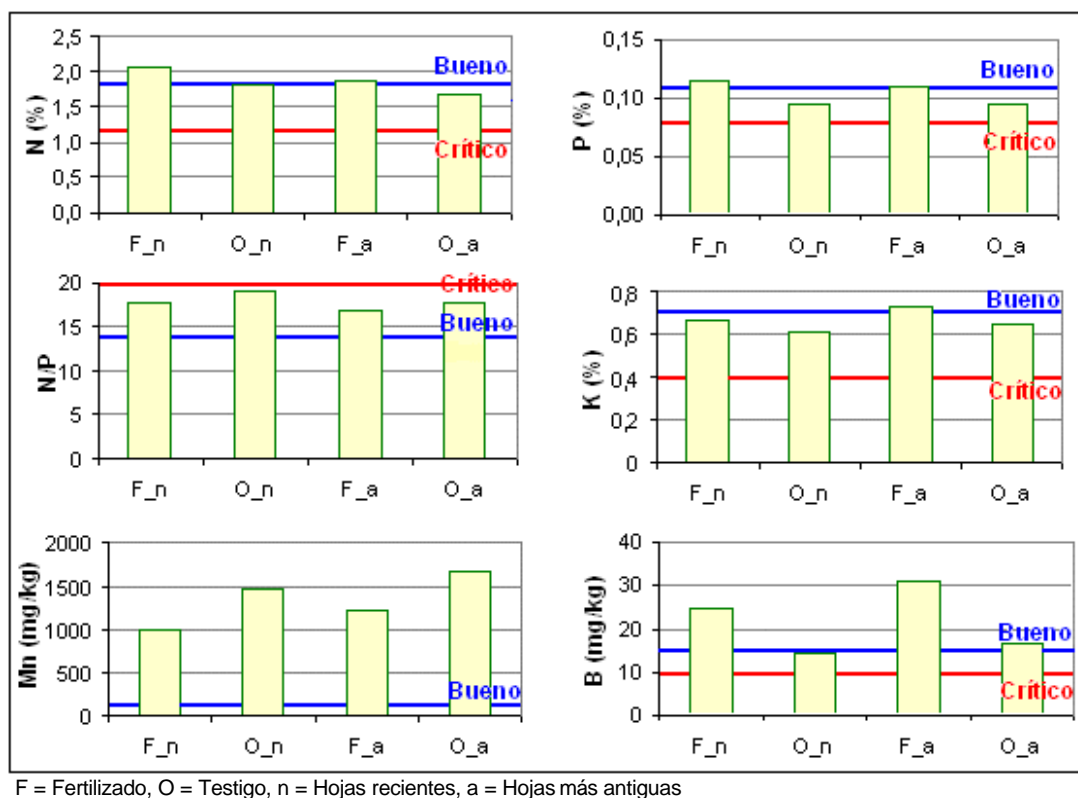 N (%)
2,5
2,0
1,5
1,0
0,5
0,0
Bueno
Crítico
F_n O_n F_a O_a
P (%)
0,15
0,10
0,05
0,00
Bueno
Crítico
F_n O_n F_a O_a
N/P
20
15
10
5
0
Crítico
Bueno
F_n O_n F_a O_a
K (%)
0,8
0,6
0,4
0,2
0
Bueno
Crítico
F_n O_n F_a O_a
Mn (mg/kg)
2000
1500
1000
500
0
Bueno
F_n O_n F_a O_a
B (mg/kg)
40
30
20
10
0
Bueno
Crítico
F_n O_n F_a O_a
F = Fertilizado, O = Testigo, n = Hojas recientes, a = Hojas más antiguas